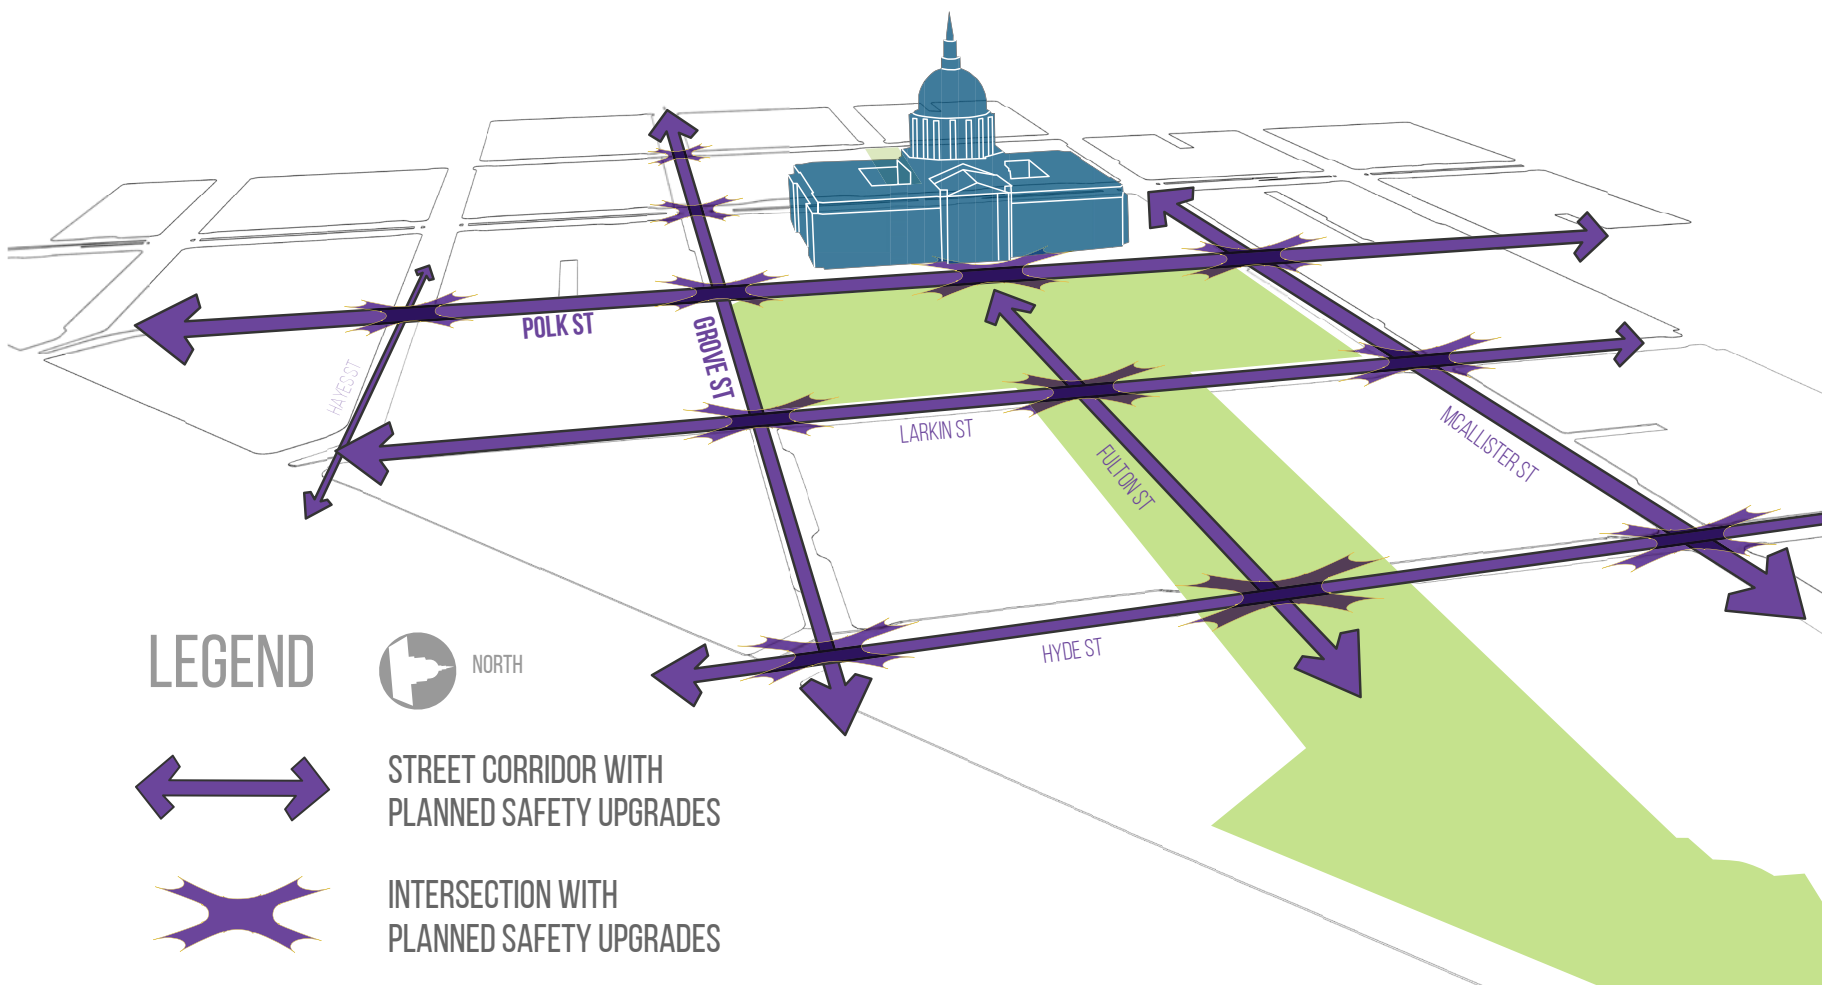 POLK ST
GROVE ST
HAYES ST
LARKIN ST
FULTON ST
MCALLISTER ST
HYDE ST
LEGEND
NORTH
STREET CORRIDOR WITH
PLANNED SAFETY UPGRADES
INTERSECTION WITH
PLANNED SAFETY UPGRADES